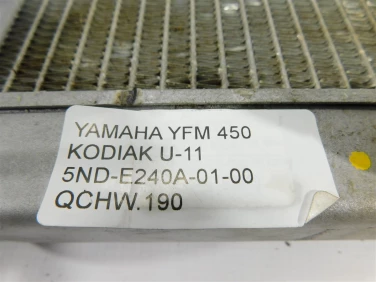 YAMAHA YFM 450
KODIAK U-11
5ND-E240A-01-00
QCHW.190